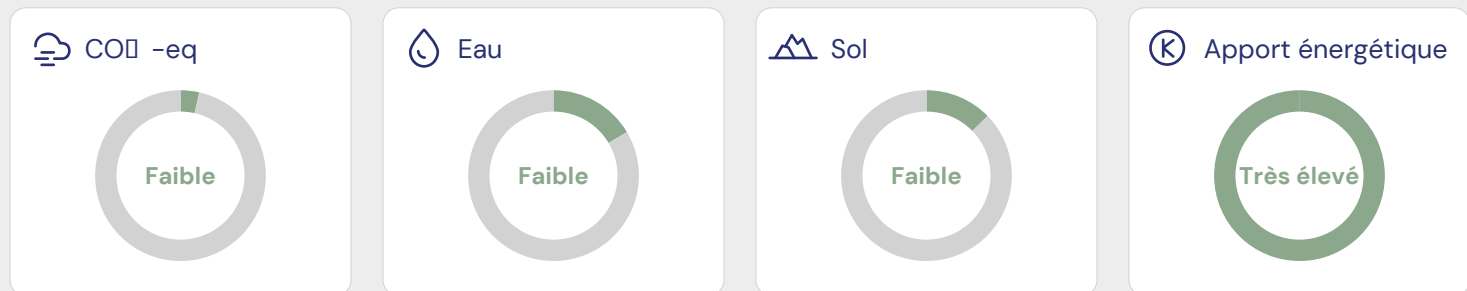 CO▯ -eq
Eau
Sol
Apport énergétique
Faible
Faible
Faible
Très élevé